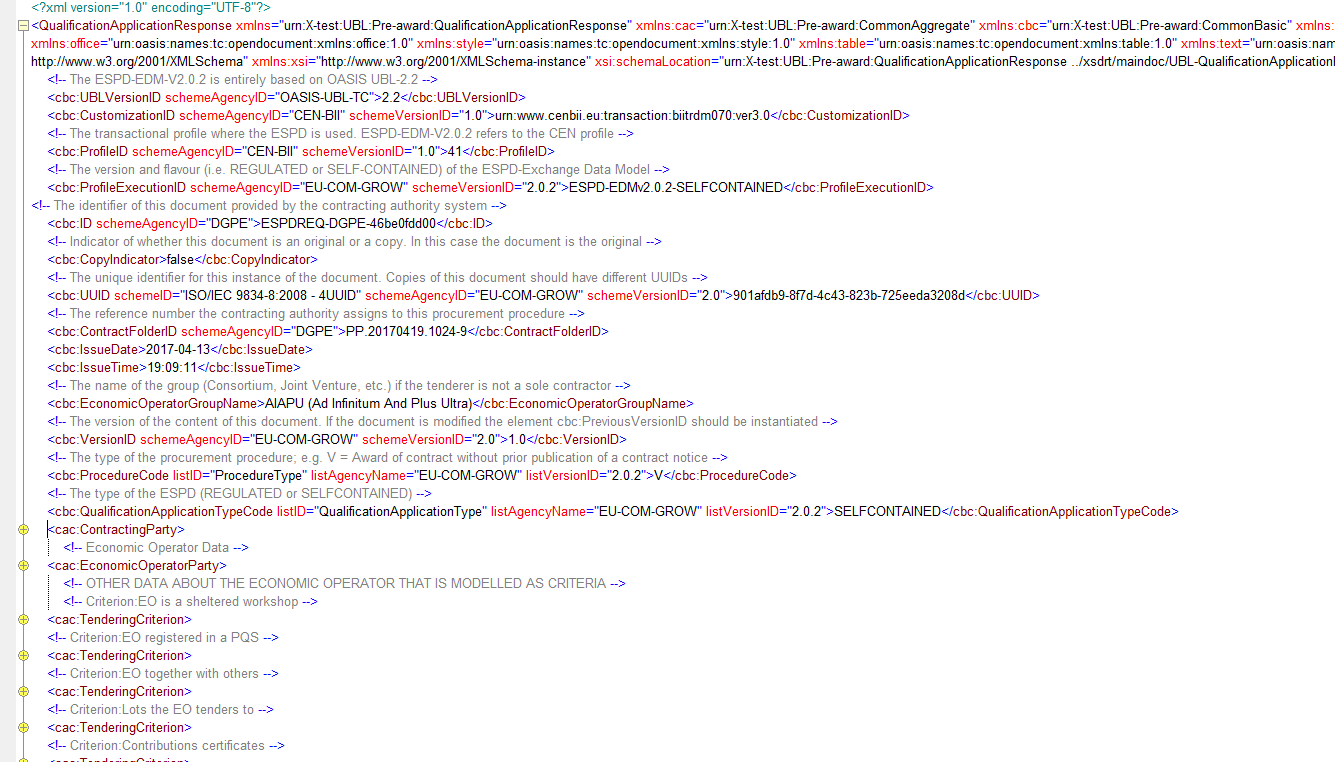 <?xml version="1.0" encoding="UTF-8"?>
<QualificationApplicationResponse xmlns="urn:X-test:UBL:Pre-award:QualificationApplicationResponse" xmlns:cac="urn:X-test:UBL:Pre-award:CommonAggregate" xmlns:cbc="urn:X-test:UBL:Pre-award:CommonBasic" xmlns:
xmlns:office="urn:oasis:names:tc:opendocument:xmlns:office:1.0" xmlns:style="urn:oasis:names:tc:opendocument:xmlns:style:1.0" xmlns:table="urn:oasis:names:tc:opendocument:xmlns:table:1.0" xmlns:text="urn:oasis:nam
http://www.w3.org/2001/XMLSchema" xmlns:xsi="http://www.w3.org/2001/XMLSchema-instance" xsi:schemaLocation="urn:X-test:UBL:Pre-award:QualificationApplicationResponse ../xsdrt/maindoc/UBL-QualificationApplicationR
<!-- The ESPD-EDM-V2.0.2 is entirely based on OASIS UBL-2.2 -->
<cbc:UBLVersionID schemeAgencyID="OASIS-UBL-TC">2.2</cbc:UBLVersionID>
<cbc:CustomizationID schemeAgencyID="CEN-BII" schemeVersionID="1.0">urn:www.cenbii.eu:transaction:biitrdm070:ver3.0</cbc:CustomizationID>
<!-- The transactional profile where the ESPD is used. ESPD-EDM-V2.0.2 refers to the CEN profile -->
<cbc:ProfileID schemeAgencyID="CEN-BII" schemeVersionID="1.0">41</cbc:ProfileID>
<!-- The version and flavour (i.e. REGULATED or SELF-CONTAINED) of the ESPD-Exchange Data Model -->
<cbc:ProfileExecutionID schemeAgencyID="EU-COM-GROW" schemeVersionID="2.0.2">ESPD-EDMv2.0.2-SELFCONTAINED</cbc:ProfileExecutionID>
<!-- The identifier of this document provided by the contracting authority system -->
<cbc:ID schemeAgencyID="DGPE">ESPDREQ-DGPE-46be0fdd00</cbc:ID>
<!-- Indicator of whether this document is an original or a copy. In this case the document is the original -->
<cbc:CopyIndicator>false</cbc:CopyIndicator>
<!-- The unique identifier for this instance of the document. Copies of this document should have different UUIDs -->
<cbc:UUID schemeID="ISO/IEC 9834-8:2008 - 4UUID" schemeAgencyID="EU-COM-GROW" schemeVersionID="2.0">901afdb9-8f7d-4c43-823b-725eeda3208d</cbc:UUID>
<!-- The reference number the contracting authority assigns to this procurement procedure -->
<cbc:ContractFolderID schemeAgencyID="DGPE">PP.20170419.1024-9</cbc:ContractFolderID>
<cbc:IssueDate>2017-04-13</cbc:IssueDate>
<cbc:IssueTime>19:09:11</cbc:IssueTime>
<!-- The name of the group (Consortium, Joint Venture, etc.) if the tenderer is not a sole contractor -->
<cbc:EconomicOperatorGroupName>AIAPU (Ad Infinitum And Plus Ultra)</cbc:EconomicOperatorGroupName>
<!-- The version of the content of this document. If the document is modified the element cbc:PreviousVersionID should be instantiated -->
<cbc:VersionID schemeAgencyID="EU-COM-GROW" schemeVersionID="2.0">1.0</cbc:VersionID>
<!-- The type of the procurement procedure; e.g. V = Award of contract without prior publication of a contract notice -->
<cbc:ProcedureCode listID="ProcedureType" listAgencyName="EU-COM-GROW" listVersionID="2.0.2">V</cbc:ProcedureCode>
<!-- The type of the ESPD (REGULATED or SELFCONTAINED) -->
<cbc:QualificationApplicationTypeCode listID="QualificationApplicationType" listAgencyName="EU-COM-GROW" listVersionID="2.0.2">SELFCONTAINED</cbc:QualificationApplicationTypeCode>
<cac:ContractingParty>
<!-- Economic Operator Data -->
<cac:EconomicOperatorParty>
<!-- OTHER DATA ABOUT THE ECONOMIC OPERATOR THAT IS MODELLED AS CRITERIA -->
<!-- Criterion:EO is a sheltered workshop -->
<cac:TenderingCriterion>
<!-- Criterion:EO registered in a PQS -->
<cac:TenderingCriterion>
<!-- Criterion:EO together with others -->
<cac:TenderingCriterion>
<!-- Criterion:Lots the EO tenders to -->
<cac:TenderingCriterion>
<!-- Criterion:Contributions certificates -->
<cac:TenderingCriterion>